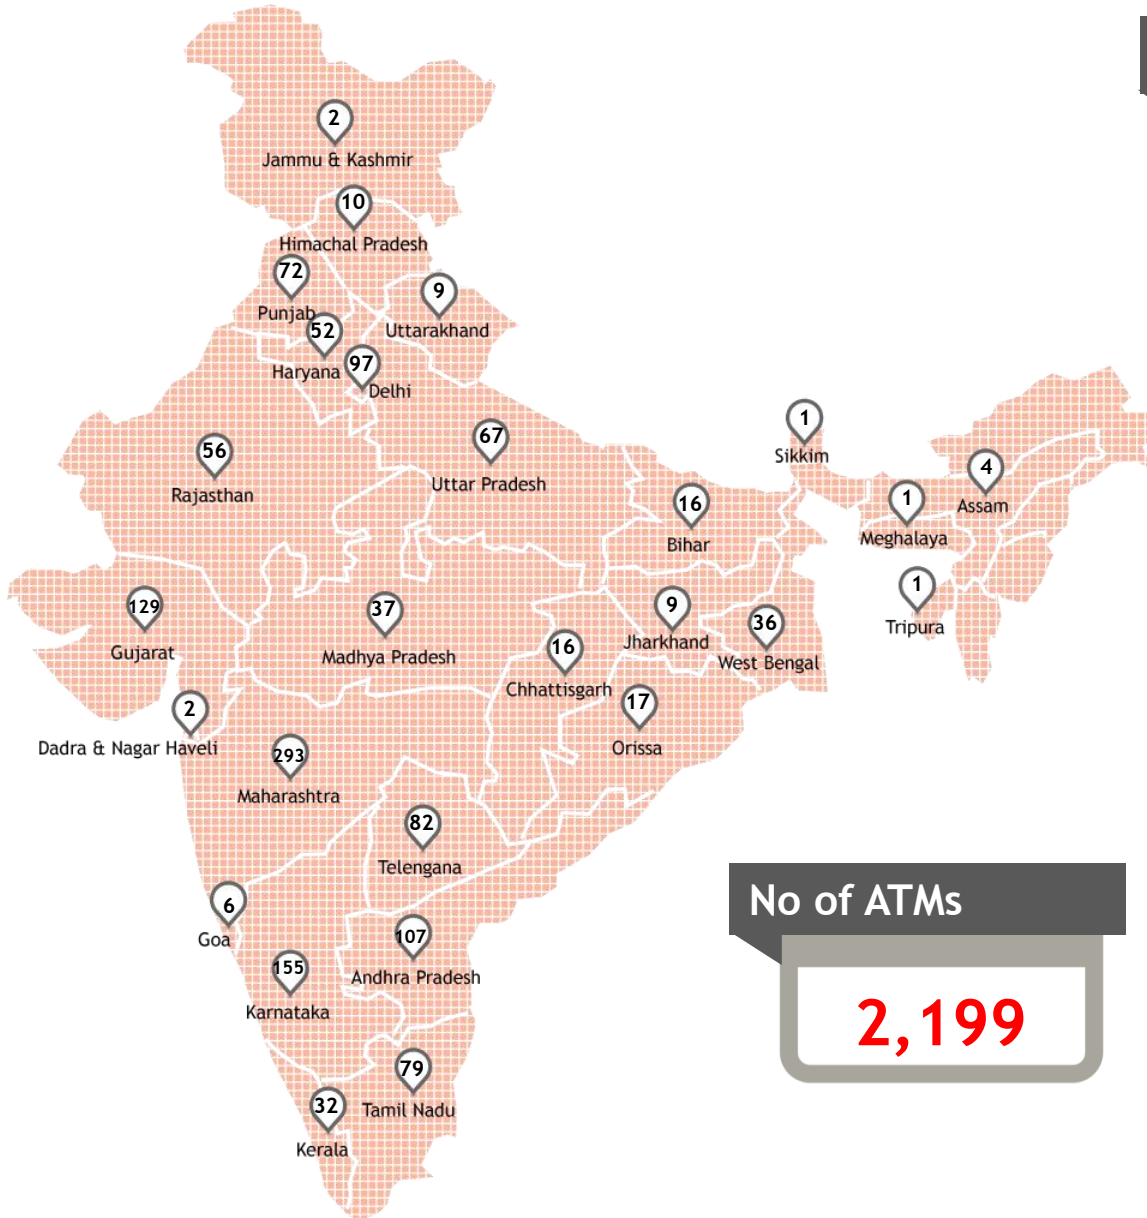 2
Jammu & Kashmir
10
Himachal Pradesh
72
Punjab
9
Uttarakhand
52
Haryana
97
Delhi
1
Sikkim
56
Rajasthan
67
Uttar Pradesh
4
Assam
16
Bihar
1
Meghalaya
129
Gujarat
37
Madhya Pradesh
9
Jharkhand
1
Tripura
36
West Bengal
16
Chhattisgarh
2
Dadra & Nagar Haveli
17
Orissa
293
Maharashtra
82
Telengana
6
Goa
107
Andhra Pradesh
155
Karnataka
79
Tamil Nadu
32
Kerala
No of ATMs
2,199